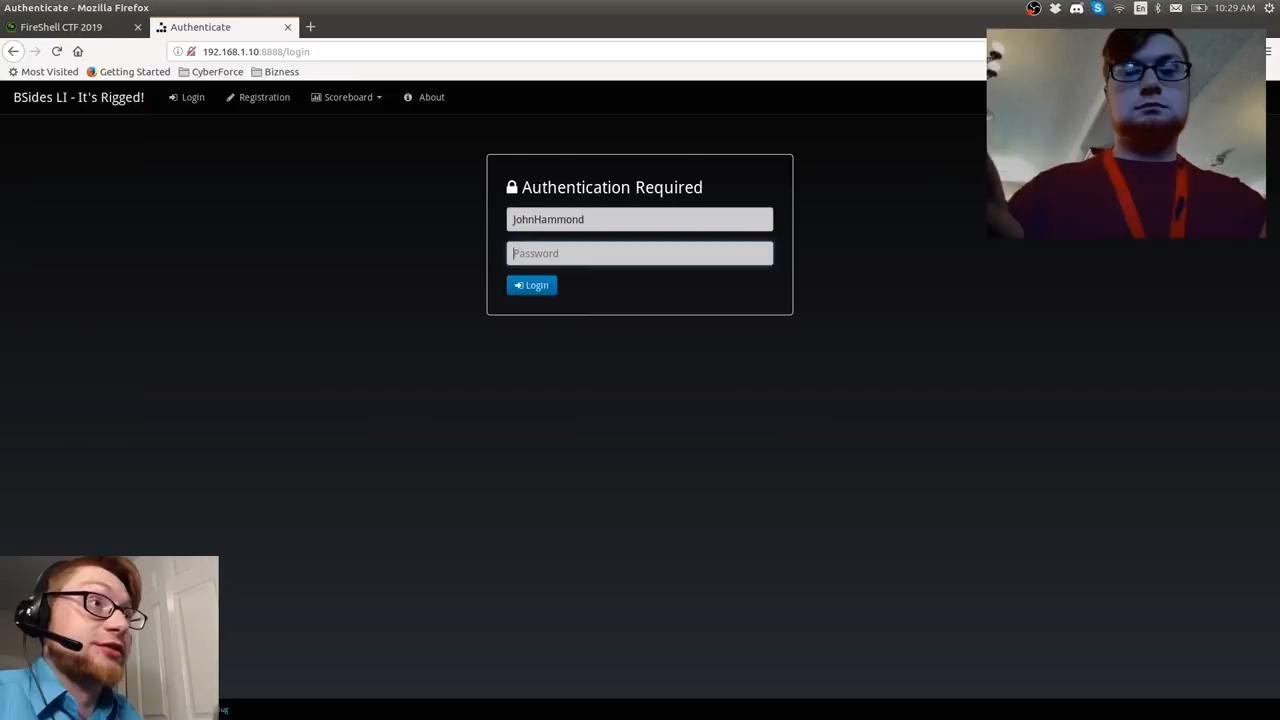 Authenticate - Mozilla Firefox
En
10:29 AM
FireShell CTF 2019
Authenticate
192.168.1.10:8888/login
Most Visited
Getting Started
CyberForce
Bizness
BSides LI - It's Rigged!
Login
Registration
Scoreboard
About
Authentication Required
JohnHammond
Password
Login